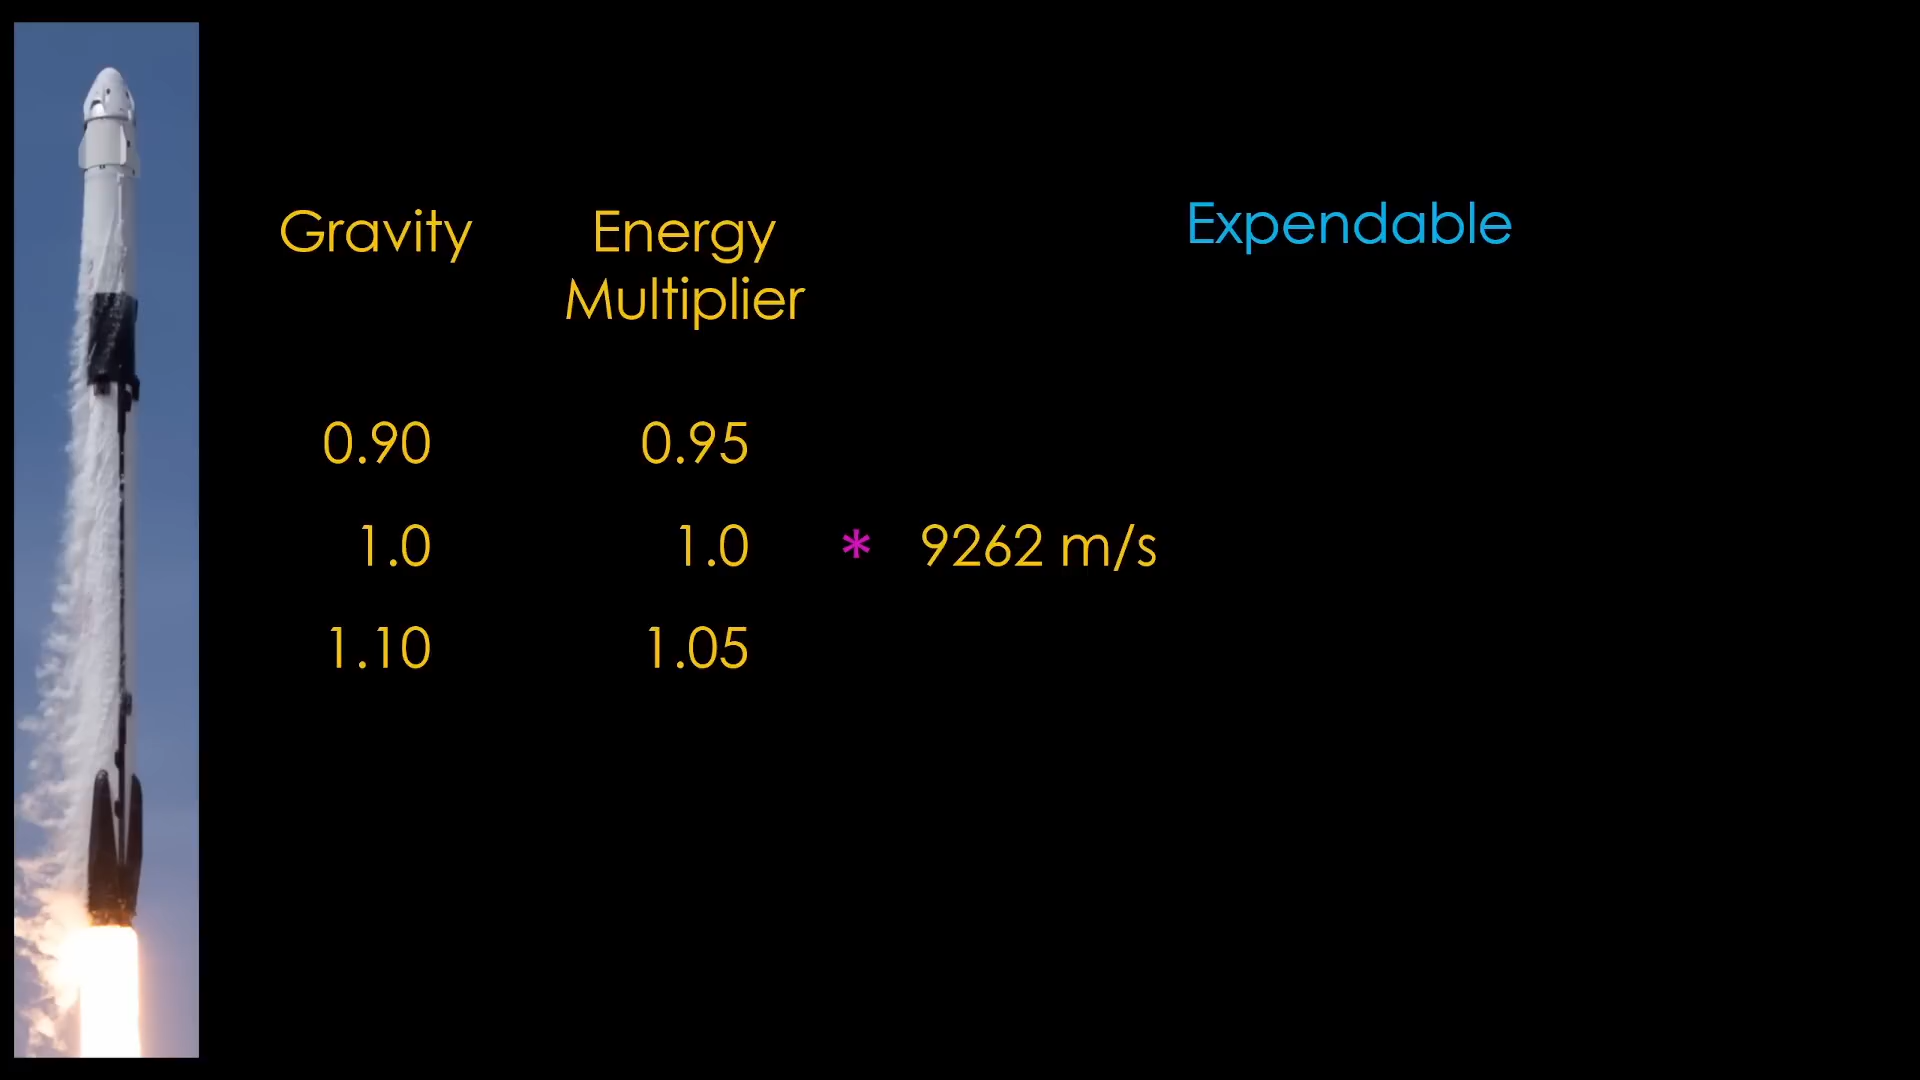 Gravity
Energy
Multiplier
Expendable
0.90 0.95
1.0 1.0 * 9262 m/s
1.10 1.05